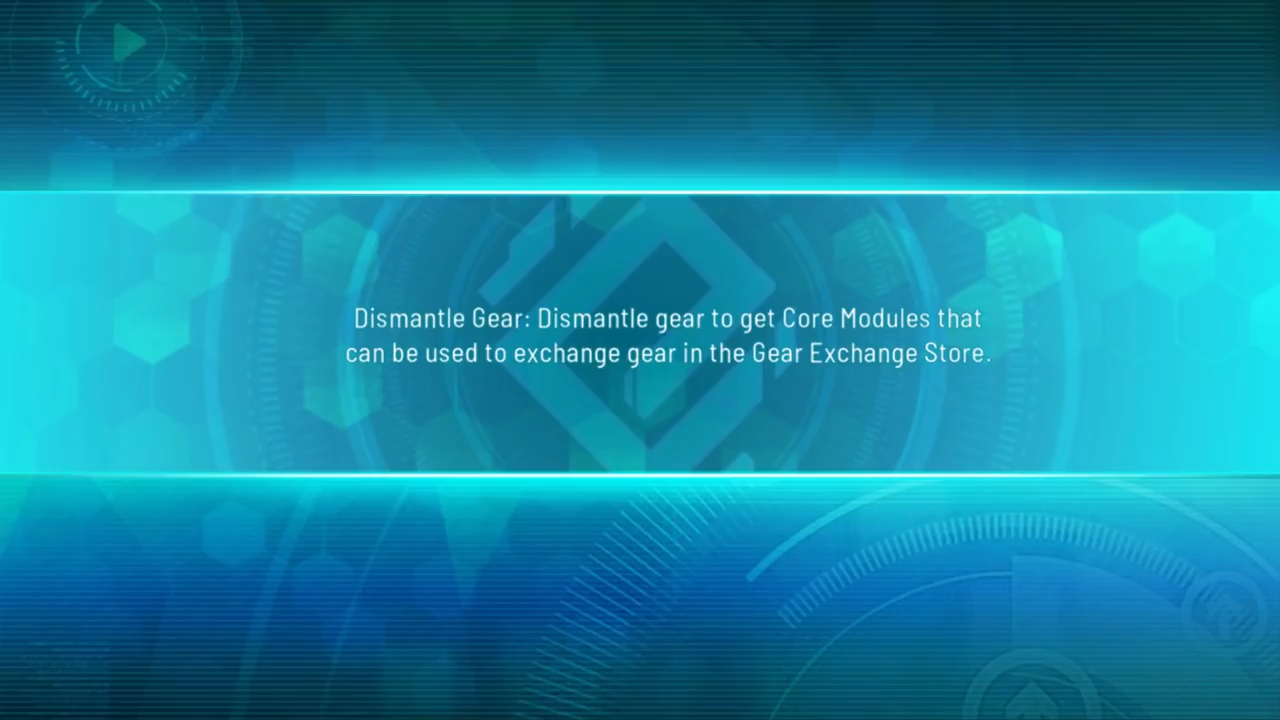 Dismantle Gear: Dismantle gear to get Core Modules that
can be used to exchange gear in the Gear Exchange Store.